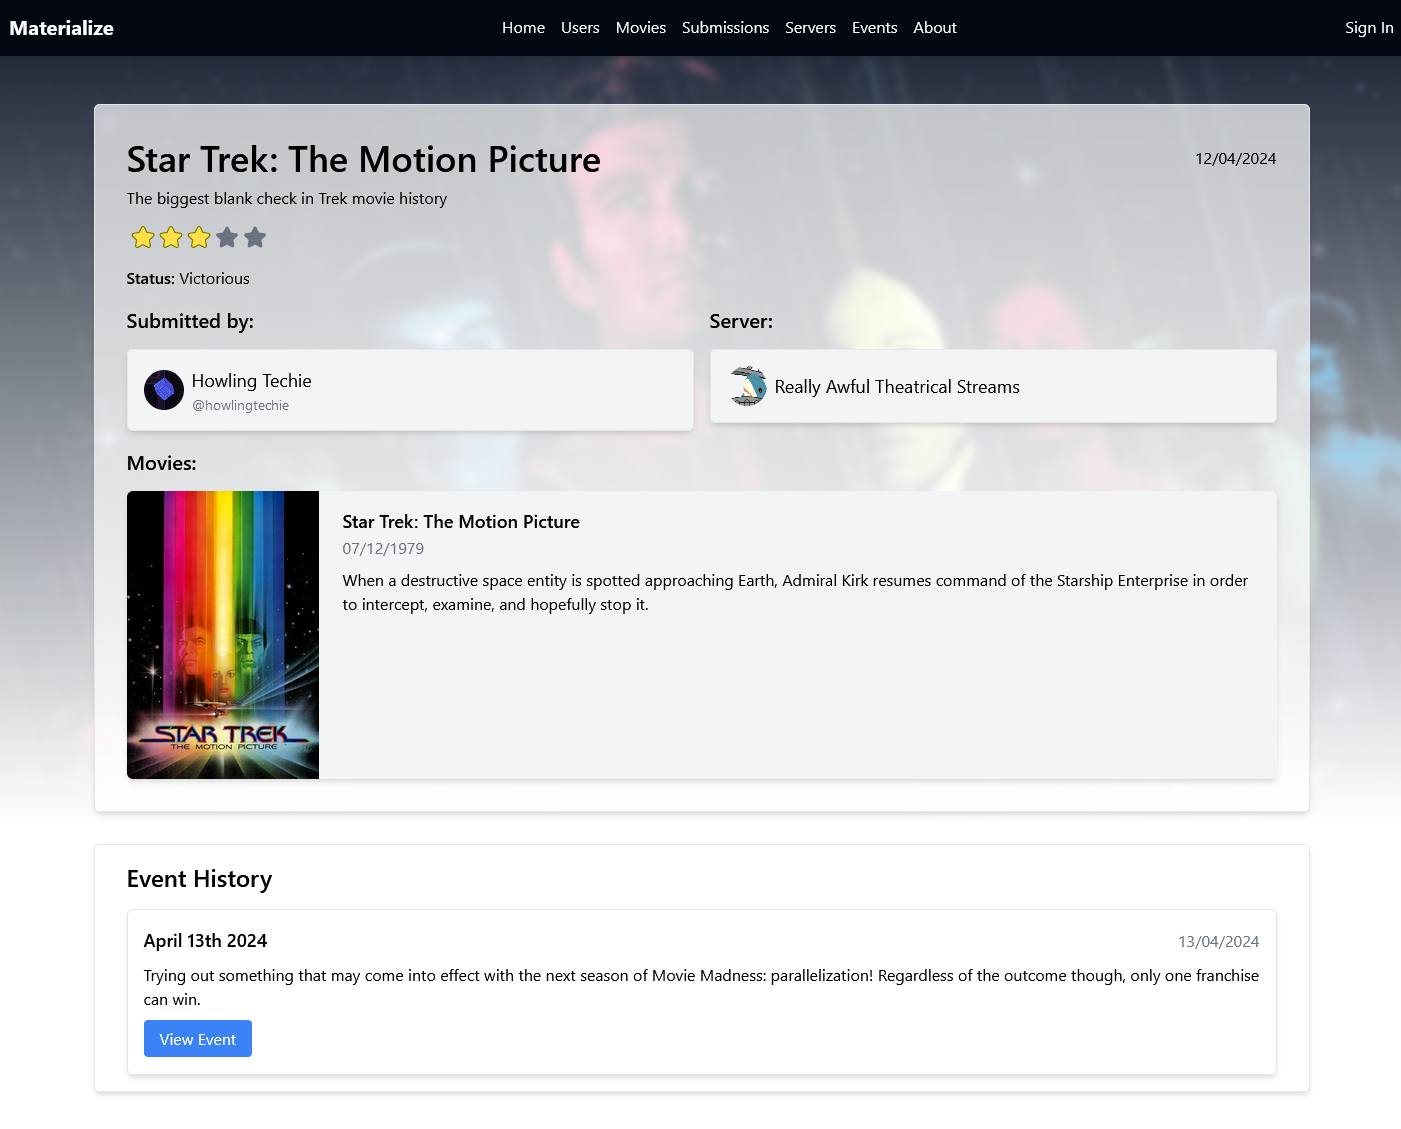 Materialize
Home Users Movies Submissions Servers Events About
Sign In
Star Trek: The Motion Picture
12/04/2024
The biggest blank check in Trek movie history
Status: Victorious
Submitted by:
Howling Techie
@howlingtechie
Server:
Really Awful Theatrical Streams
Movies:
STAR TREK
THE MOTION PICTURE
Star Trek: The Motion Picture
07/12/1979
When a destructive space entity is spotted approaching Earth, Admiral Kirk resumes command of the Starship Enterprise in order
to intercept, examine, and hopefully stop it.
Event History
April 13th 2024
13/04/2024
Trying out something that may come into effect with the next season of Movie Madness: parallelization! Regardless of the outcome though, only one franchise
can win.
View Event